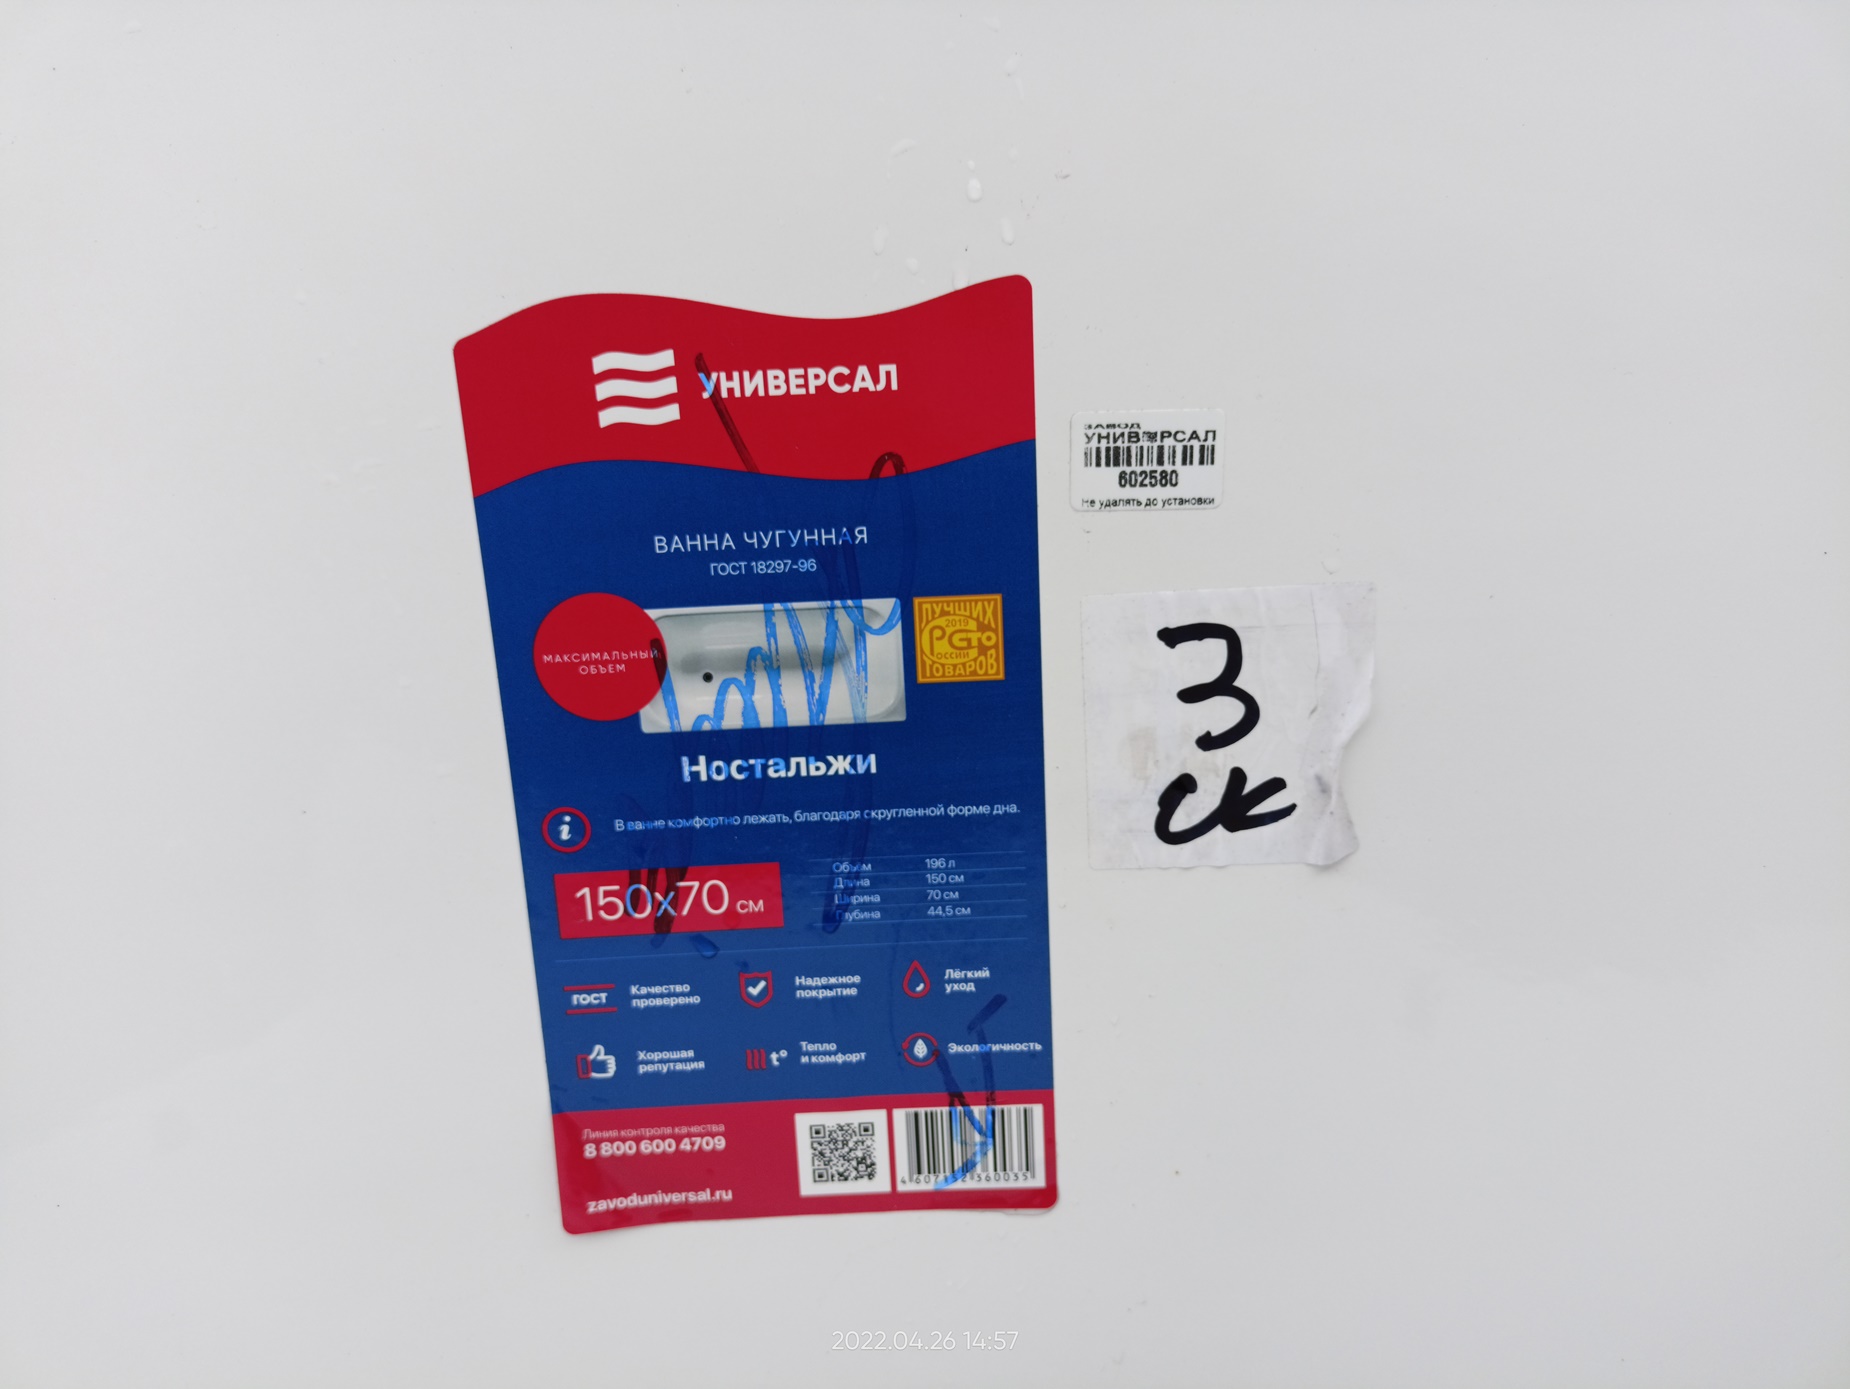 УНИВЕРСАЛ
ВАННА ЧУГУННАЯ
ГОСТ 18297-96
МАКСИМАЛЬНЫЙ
ОБЪЕМ
ЛУЧШИХ
2019
РОССИИ
СТО
ТОВАРОВ
Ностальжи
i
В ванне комфортно лежать, благодаря скругленной форме дна.
150х70 см
Объем 196 л
Длина 150 см
Ширина 70 см
Глубина 44,5 см
ГОСТ
Качество
проверено
Надежное
покрытие
Лёгкий
уход
Хорошая
репутация
t°
Тепло
и комфорт
Экологичность
Линия контроля качества
8 800 600 4709
zavoduniversal.ru
ЗАВОД
УНИВЕРСАЛ
602580
Не удалять до установки
3
ск
2022.04.26 14:57